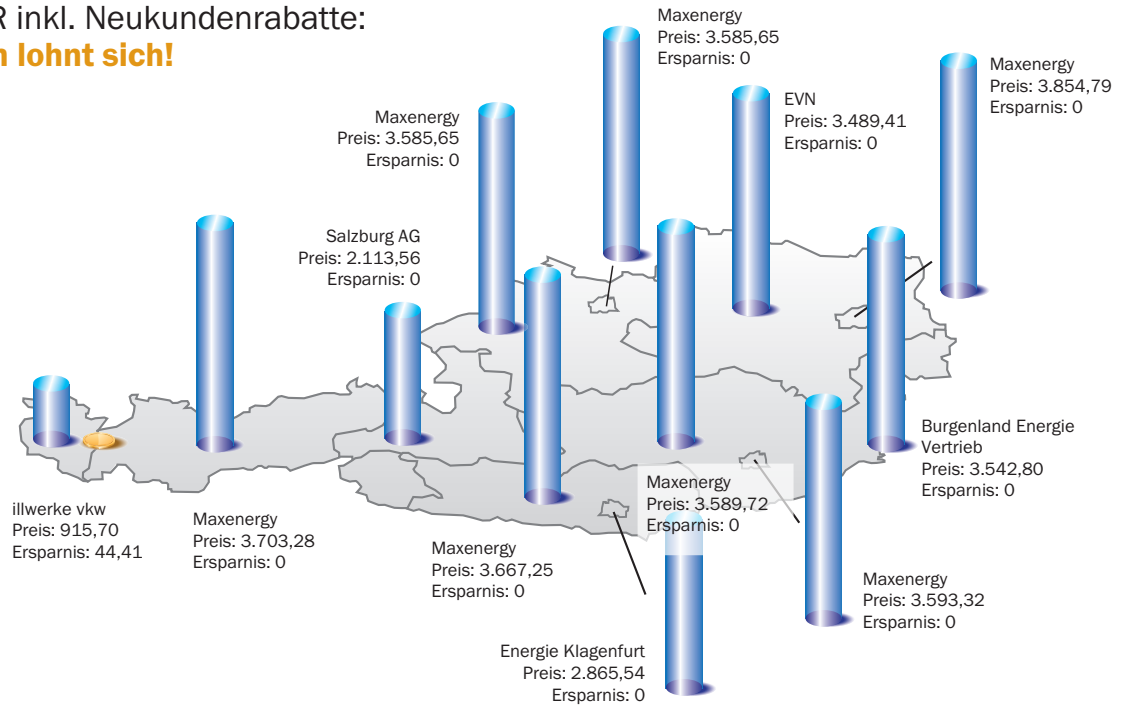 R inkl. Neukundenrabatte:
n lohnt sich!
Maxenergy
Preis: 3.585,65
Ersparnis: 0
Maxenergy
Preis: 3.854,79
Ersparnis: 0
EVN
Preis: 3.489,41
Ersparnis: 0
Maxenergy
Preis: 3.585,65
Ersparnis: 0
Salzburg AG
Preis: 2.113,56
Ersparnis: 0
Burgenland Energie
Vertrieb
Preis: 3.542,80
Ersparnis: 0
Maxenergy
Preis: 3.589,72
Ersparnis: 0
illwerke vkw
Preis: 915,70
Ersparnis: 44,41
Maxenergy
Preis: 3.703,28
Ersparnis: 0
Maxenergy
Preis: 3.667,25
Ersparnis: 0
Maxenergy
Preis: 3.593,32
Ersparnis: 0
Energie Klagenfurt
Preis: 2.865,54
Ersparnis: 0